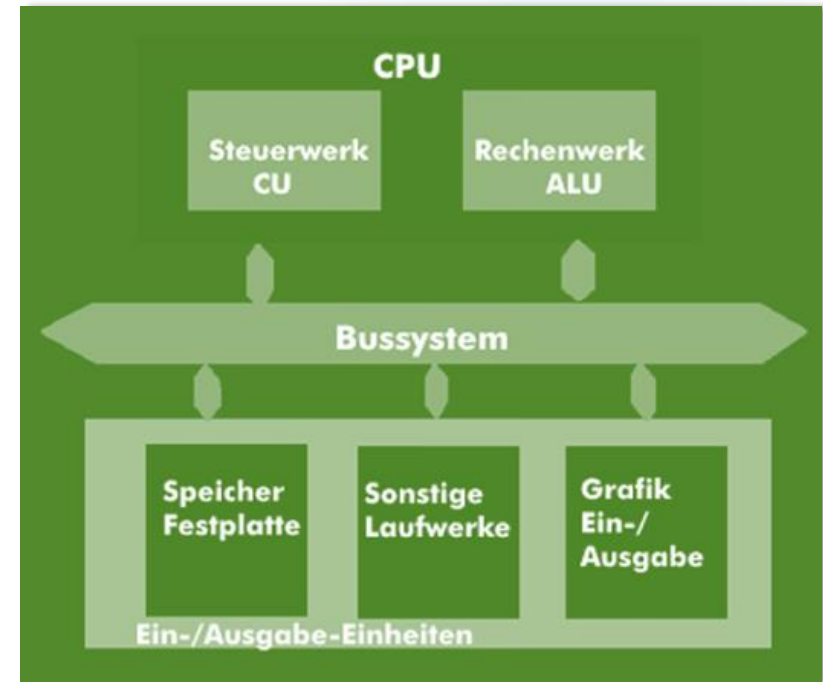 CPU
Steuerwerk
CU
Rechenwerk
ALU
Bussystem
Speicher
Festplatte
Sonstige
Laufwerke
Grafik
Ein-/
Ausgabe
Ein-/Ausgabe-Einheiten